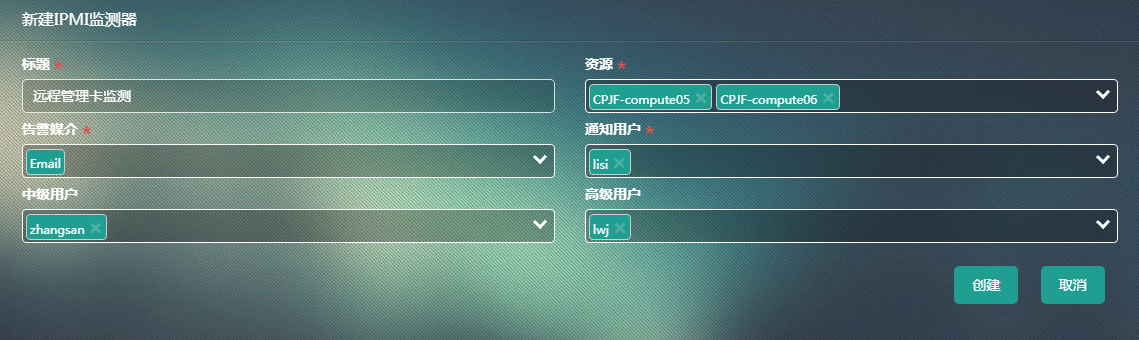 新建IPMI监测器
标题 * 资源 *
远程管理卡监测 CPJF-compute05 × CPJF-compute06 ×
告警媒介 * 通知用户 *
Email lisi ×
中级用户 高级用户
zhangsan × lwj ×
创建 取消